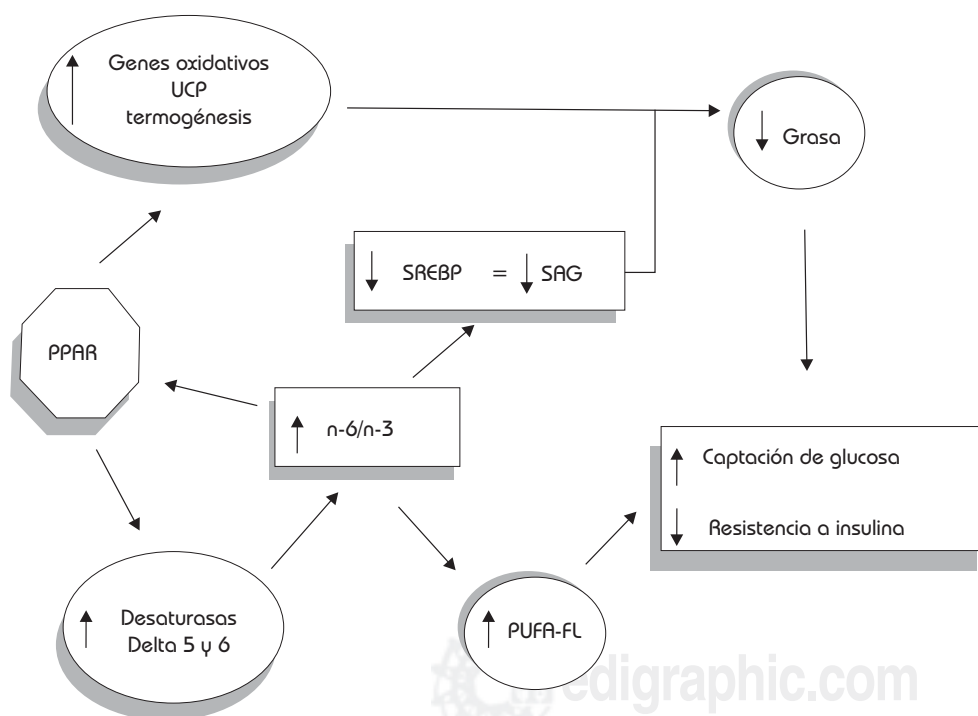 Genes oxidativos
UCP
termogénesis
Grasa
SREBP = SAG
PPAR
n-6/n-3
Captación de glucosa
Resistencia a insulina
Desaturasas
Delta 5 y 6
PUFA-FL
edigraphic.com